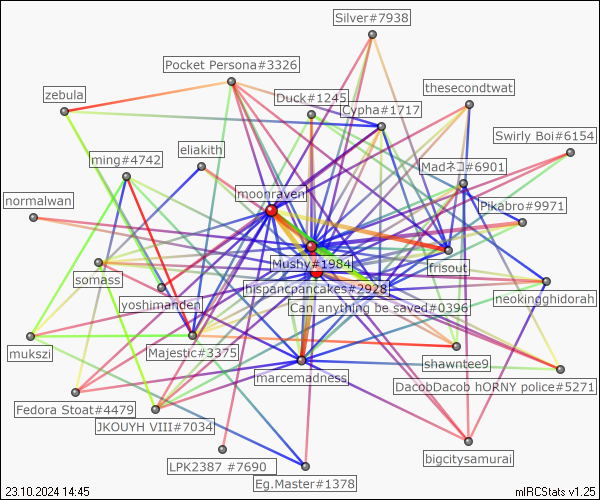 Silver#7938
Pocket Persona#3326
thesecondtwat
zebula
Duck#1245
Cypha#1717
Swirly Boi#6154
eliakith
ming#4742
Madネコ#6901
normalwan
moonraven
Pikabro#9971
Mushy#1984
frisout
somass
hispancpancakes#2928
yoshimanden
Can anything be saved#0396
neokingghidorah
mukszi
Majestic#3375
shawntee9
marcemadness
DacobDacob hORNY police#5271
Fedora Stoat#4479
JKOUYH VIII#7034
bigcitysamurai
LPK2387 #7690
Eg.Master#1378
23.10.2024 14:45
mIRCStats v1.25